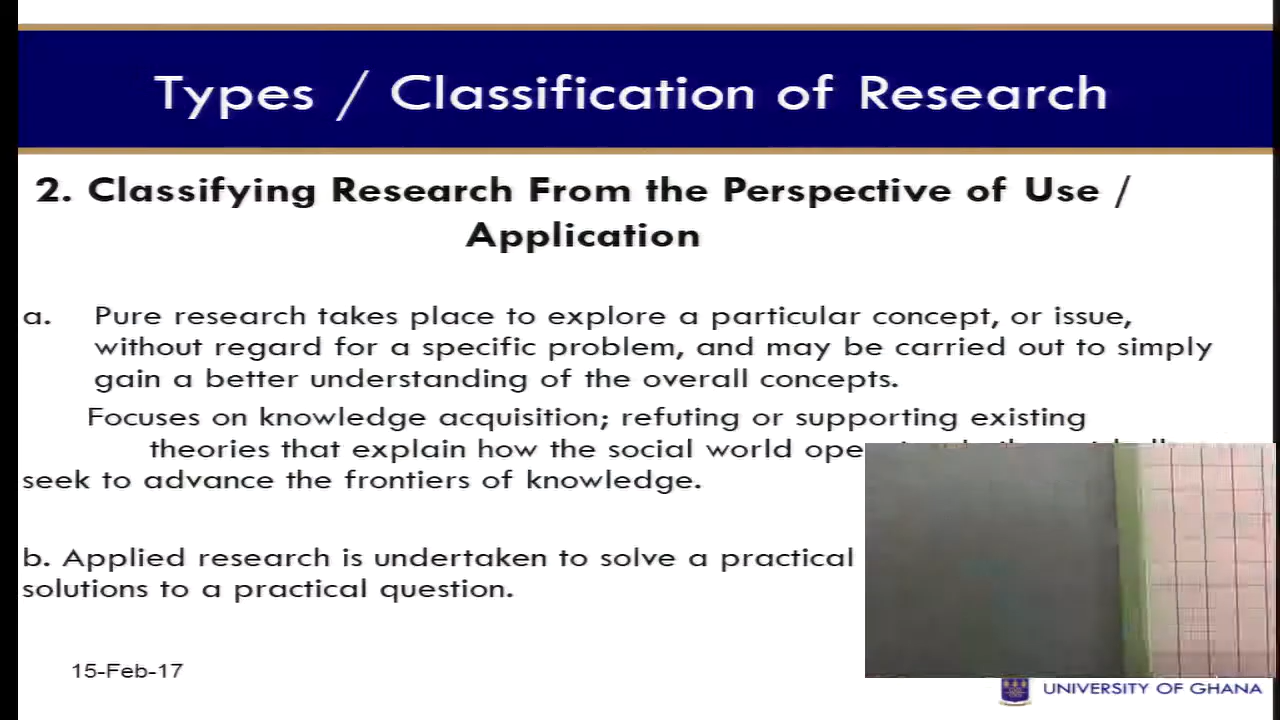 Types / Classification of Research
2. Classifying Research From the Perspective of Use /
Application
a. Pure research takes place to explore a particular concept, or issue,
without regard for a specific problem, and may be carried out to simply
gain a better understanding of the overall concepts.
Focuses on knowledge acquisition; refuting or supporting existing
theories that explain how the social world
seek to advance the frontiers of knowledge.
b. Applied research is undertaken to solve a practical
solutions to a practical question.
15-Feb-17
UNIVERSITY OF GHANA